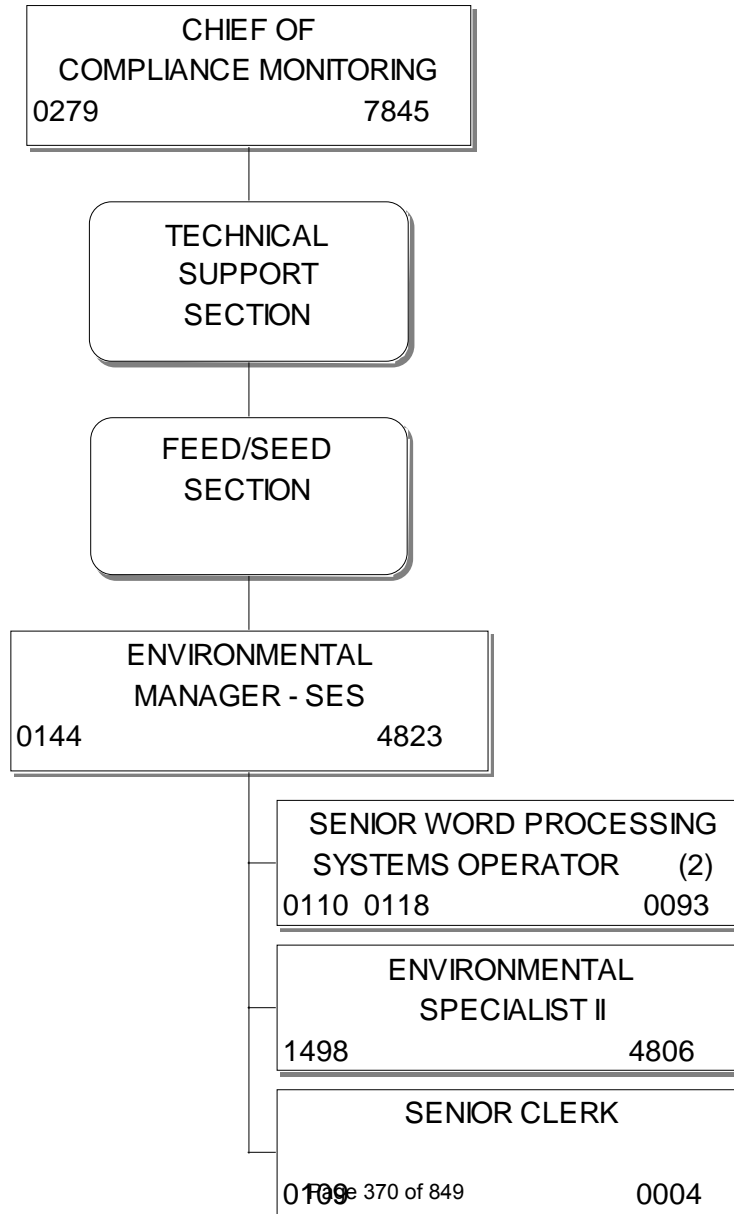 CHIEF OF
COMPLIANCE MONITORING
0279 7845
TECHNICAL
SUPPORT
SECTION
FEED/SEED
SECTION
ENVIRONMENTAL
MANAGER - SES
0144 4823
SENIOR WORD PROCESSING
SYSTEMS OPERATOR (2)
0110 0118 0093
ENVIRONMENTAL
SPECIALIST II
1498 4806
SENIOR CLERK
0109 0004
Page 370 of 849